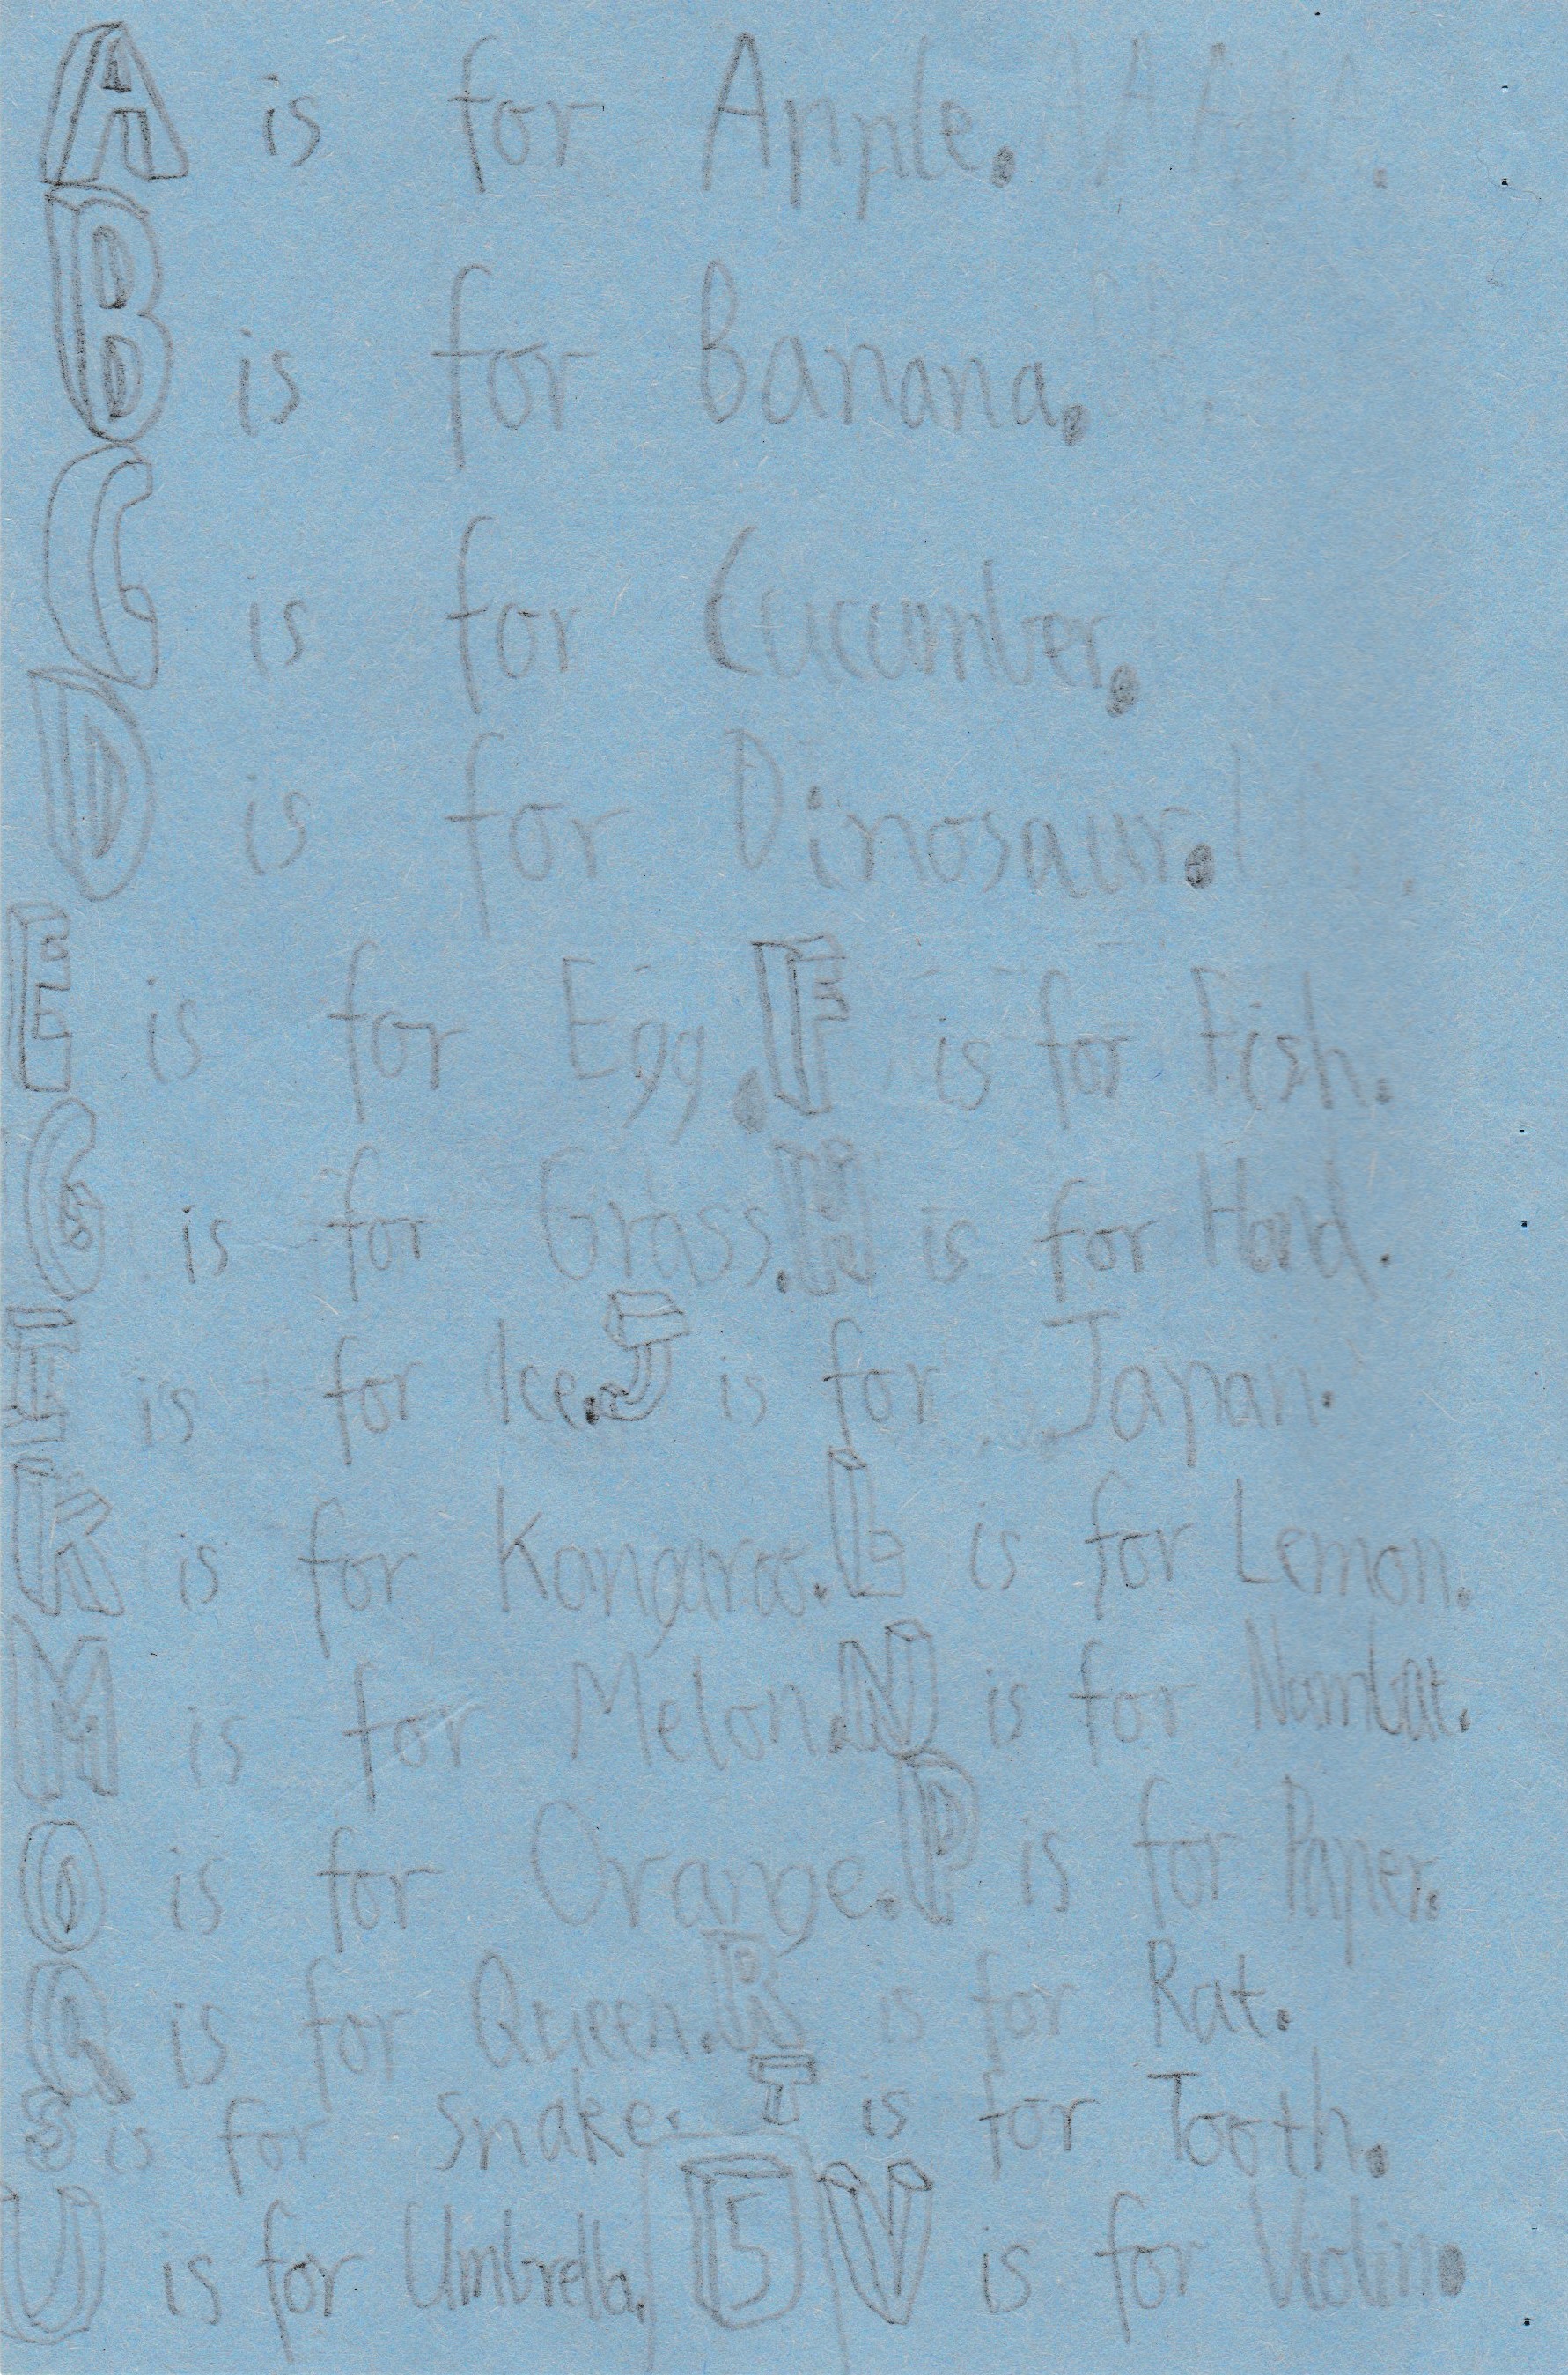 A is for Apple.
B is for Banana.
C is for Cucumber.
D is for Dinosaur.
E is for Egg. F is for Fish.
G is for Grass. H is for Hand.
I is for Ice. J is for Japan.
K is for Kangaroo. L is for Lemon.
M is for Melon. N is for Numbat.
O is for Orange. P is for Paper.
Q is for Queen. R is for Rat.
S is for Snake. T is for Tooth.
U is for Umbrella. 5 V is for Violin.